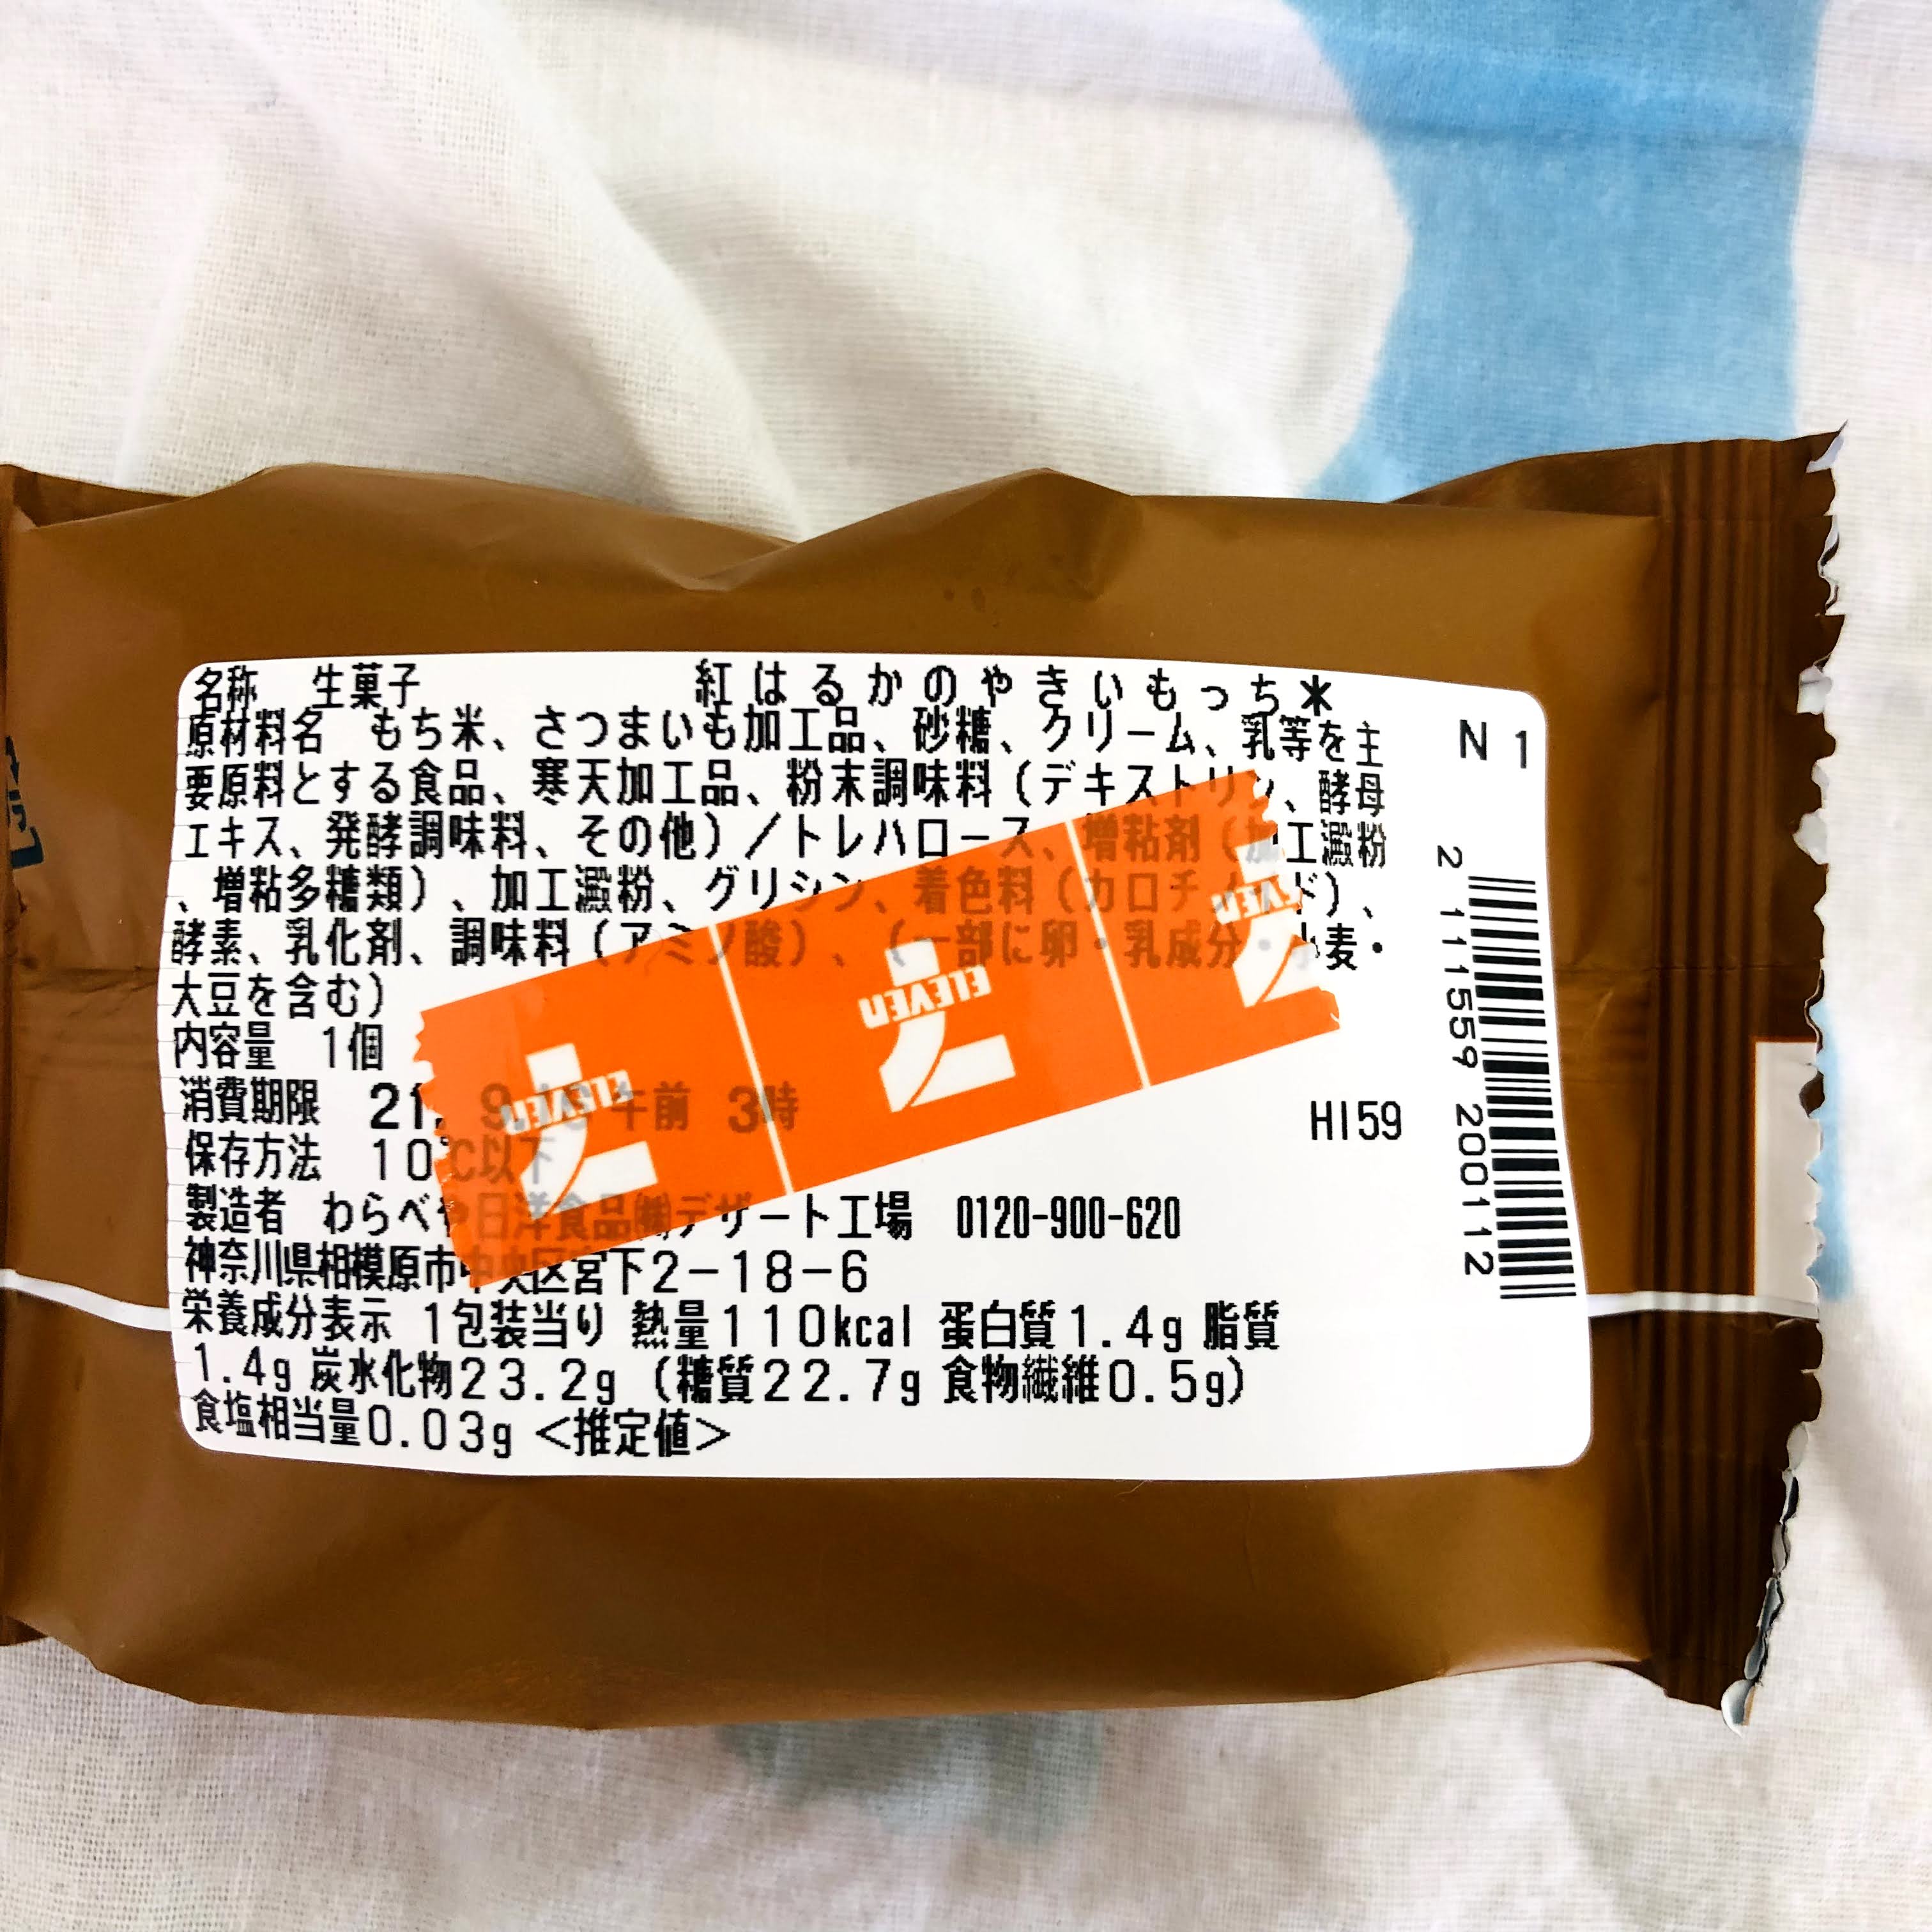 名称 生菓子 紅はるかのやきいもっち＊
原材料名 もち米、さつまいも加工品、砂糖、クリーム、乳等を主
要原料とする食品、寒天加工品、粉末調味料（デキストリン、酵母
エキス、発酵調味料、その他）／トレハロース、増粘剤（加工澱粉
、増粘多糖類）、加工澱粉、グリシン、着色料（カロチノイド）、
酵素、乳化剤、調味料（アミノ酸）、（一部に卵・乳成分・小麦・
大豆を含む）
内容量 1個
消費期限 21. 9. 午前 3時
保存方法 10℃以下
HI59
製造者 わらべや日洋食品㈱デザート工場 0120-900-620
神奈川県相模原市中央区宮下2-18-6
栄養成分表示 1包装当り 熱量110kcal 蛋白質1.4g 脂質
1.4g 炭水化物23.2g（糖質22.7g 食物繊維0.5g）
食塩相当量0.03g＜推定値＞
N 1
2 111559 200112
ELEVEn
ELEVEn
ELEVEn